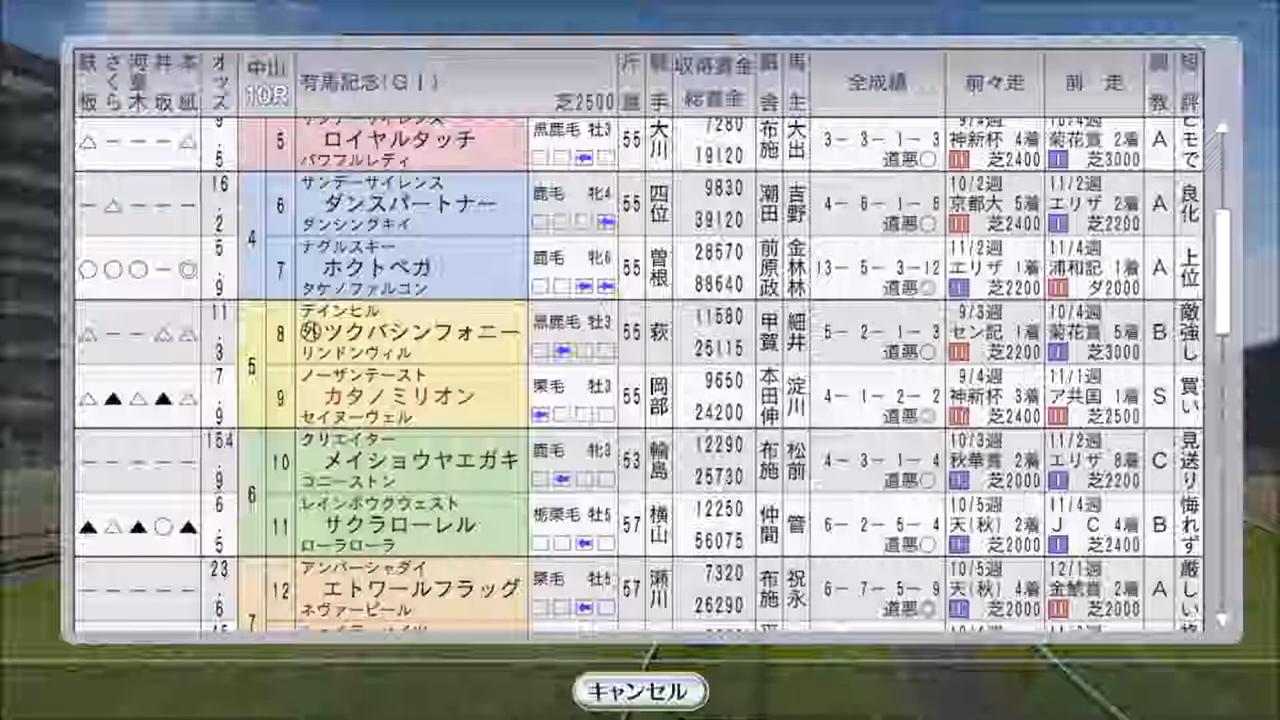 鉄板 さくら 河童木 井坂 本紙 オッズ 中山 10R 有馬記念(GⅠ) 芝2500 斤量 騎手 収得賞金 総賞金 厩舎 馬主 全成績 前々走 前 走 調教 短評
△ － － － △ 5 ロイヤルタッチ 黒鹿毛 牡3 55 大川 7280 布施 大出 3－ 3－ 1－ 3 神新杯 4着 菊花賞 2着 A
パワフルレディ 19120 道悪○ 芝2400 芝3000
16.2 サンデーサイレンス 9830 10/2週 11/2週
－ △ － － － 6 ダンスパートナー 鹿毛 牝4 55 四位 潮田 吉野 4－ 6－ 1－ 8 京都大 5着 エリザ 2着 A 良化
ダンシングキイ 39120 道悪○ 芝2400 芝2200
4
5.9 ナグルスキー 28570 11/2週 11/4週
○ ○ ○ － ◎ 7 ホクトベガ 鹿毛 牝6 55 曽根 前原政 金林林 13－ 5－ 3－12 エリザ 1着 浦和記 1着 A 上位
タケノファルコン 88640 道悪◎ 芝2200 ダ2000
11.3 デインヒル 11580 9/3週 10/4週
△ － － △ △ 8 外ツクバシンフォニー 黒鹿毛 牡3 55 萩 甲賀 細井 5－ 2－ 1－ 3 セン記 1着 菊花賞 5着 B 敵強し
リンドンヴィル 26115 道悪○ 芝2200 芝3000
5
7.9 ノーザンテースト 9650 9/4週 11/1週
△ ▲ △ ▲ △ 9 カタノミリオン 栗毛 牡3 55 岡部 本田伸 淀川 4－ 1－ 2－ 2 神新杯 3着 ア共国 1着 S 買い
セイヌーヴェル 24200 道悪◎ 芝2400 芝2500
154.9 クリエイター 12290 10/3週 11/2週
－ － － － － 10 メイショウヤエガキ 鹿毛 牝3 53 輪島 布施 松前 4－ 3－ 1－ 4 秋華賞 2着 エリザ 8着 C 見送り
コニーストン 25730 道悪○ 芝2000 芝2200
6
6.5 レインボウクウェスト 12250 10/5週 11/4週
▲ △ ▲ ○ ▲ 11 サクラローレル 栃栗毛 牡5 57 横山 仲間 管 6－ 2－ 5－ 4 天(秋) 2着 J C 4着 B 侮れず
ローラローラ 56075 道悪○ 芝2000 芝2400
23.6 アンバーシャダイ 7320 10/5週 12/1週
－ － － － － 12 エトワールフラッグ 栗毛 牡5 57 瀬川 布施 祝永 6－ 7－ 5－ 9 天(秋) 4着 金鯱賞 2着 A 厳しい
ネヴァーピール 26290 道悪◎ 芝2000 芝2000
7
キャンセル